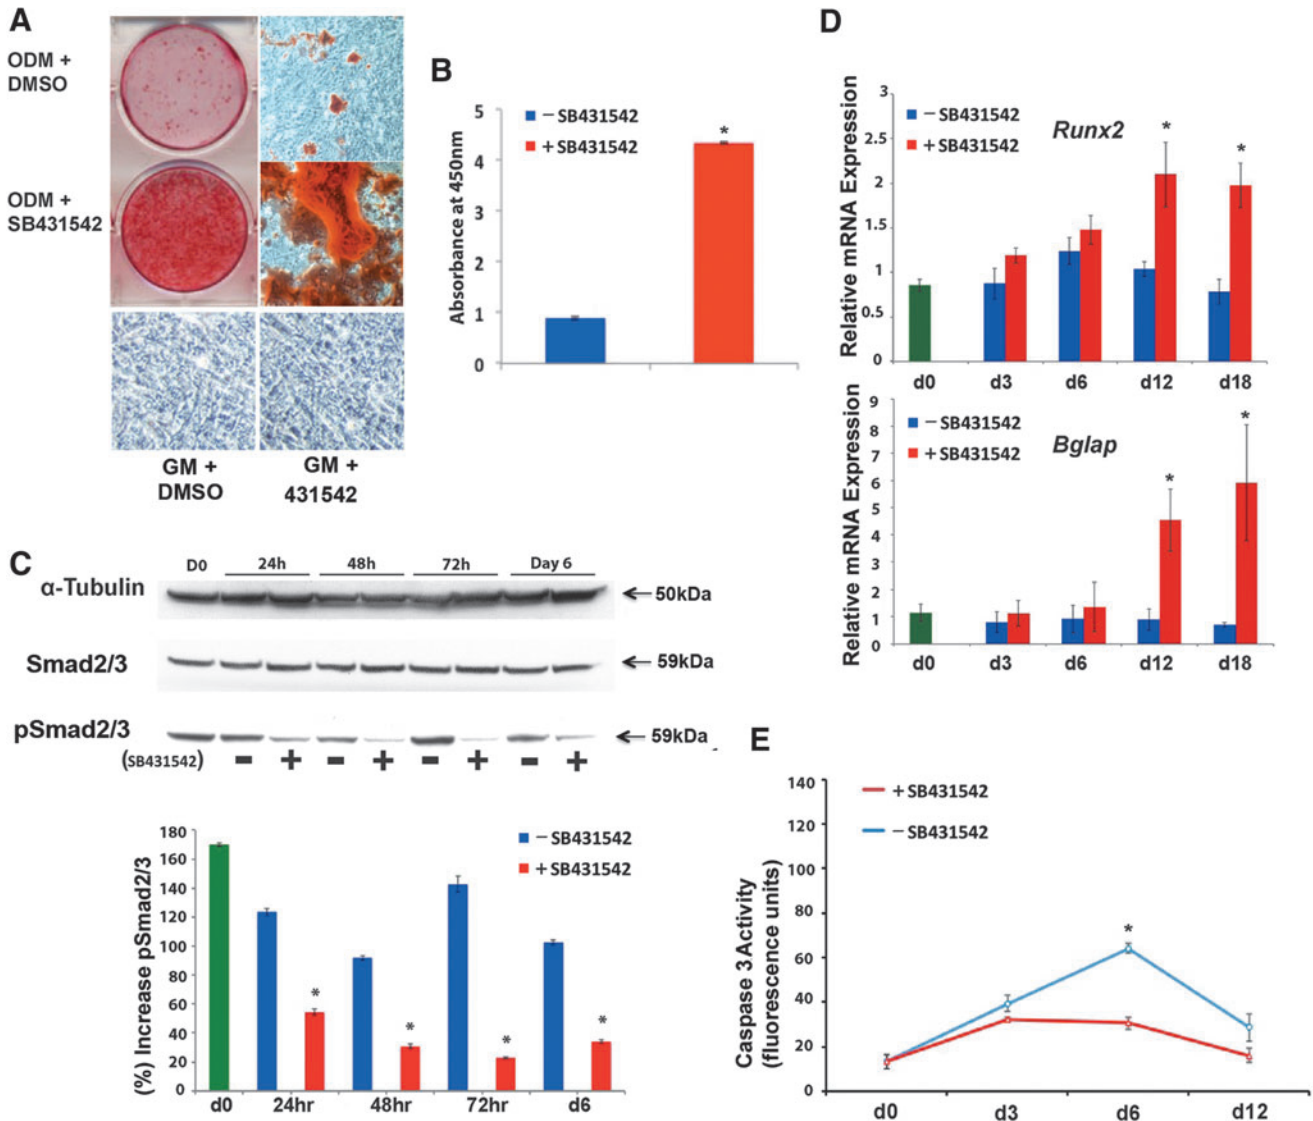 A
ODM +
DMSO
ODM +
SB431542
GM +
DMSO
GM +
431542
B
Absorbance at 450nm
5
4
3
2
1
0
− SB431542
+ SB431542
*
C
D0
24h
48h
72h
Day 6
α-Tubulin
50kDa
Smad2/3
59kDa
pSmad2/3
59kDa
(SB431542)
− + − + − + − +
(%) Increase pSmad2/3
180
160
140
120
100
80
60
40
20
0
− SB431542
+ SB431542
*
*
*
*
d0
24hr
48hr
72hr
d6
D
Relative mRNA Expression
3
2.5
2
1.5
1
0.5
0
− SB431542
+ SB431542
Runx2
*
*
d0
d3
d6
d12
d18
Relative mRNA Expression
9
8
7
6
5
4
3
2
1
0
− SB431542
+ SB431542
Bglap
*
*
d0
d3
d6
d12
d18
E
Caspase 3 Activity
(fluorescence units)
140
120
100
80
60
40
20
0
+ SB431542
− SB431542
*
d0
d3
d6
d12